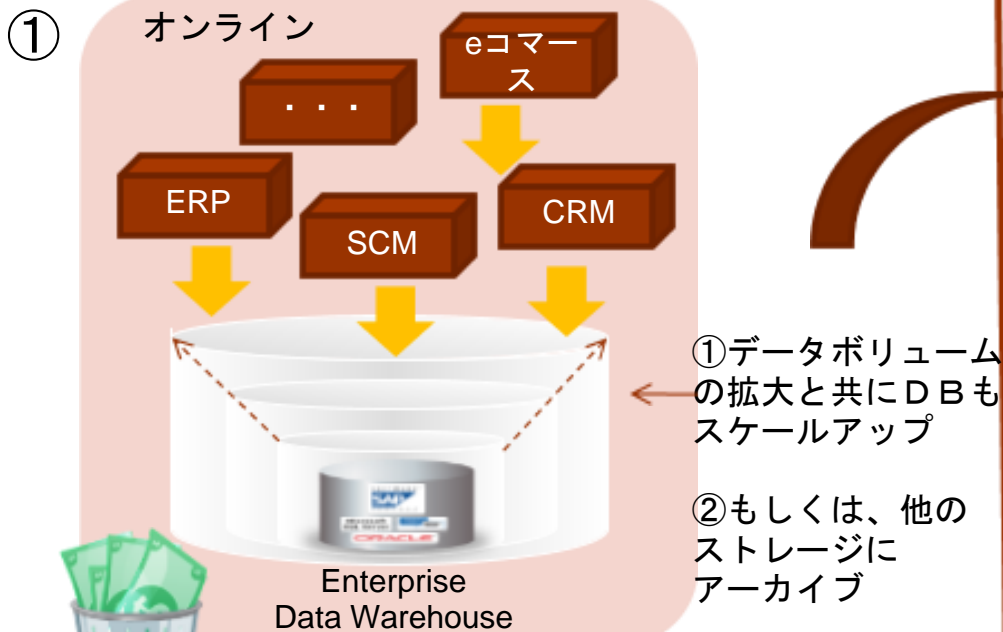 ①
オンライン
eコマー
ス
・・・
ERP
CRM
SCM
①データボリューム
の拡大と共にＤＢも
スケールアップ
②もしくは、他の
ストレージに
アーカイブ
SAP
ORACLE
Enterprise
Data Warehouse